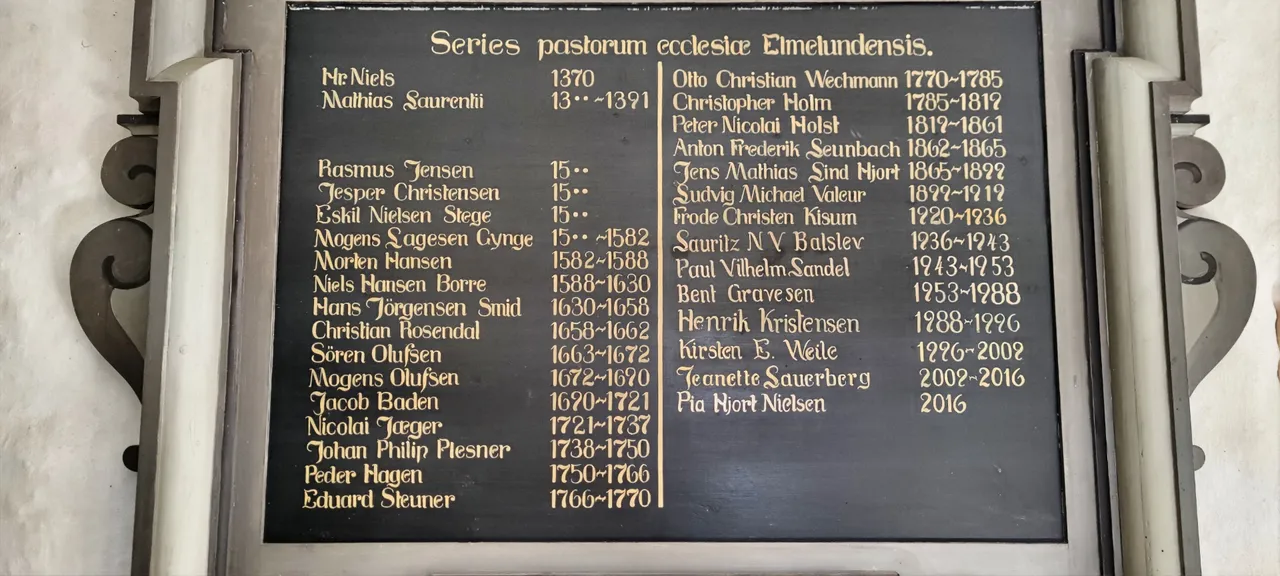 Series pastorum ecclesiæ Elmelundensis.
Hr. Niels 1370
Mathias Laurentii 13•• ~1391
Rasmus Jensen 15••
Jesper Christensen 15••
Eskil Nielsen Stege 15••
Mogens Lagesen Gynge 15•• ~1582
Morten Hansen 1582~1588
Niels Hansen Borre 1588~1630
Hans Jörgensen Smid 1630~1658
Christian Rosendal 1658~1662
Sören Olufsen 1663~1672
Mogens Olufsen 1672~1690
Jacob Baden 1690~1721
Nicolai Jæger 1721~1737
Johan Philip Plesner 1738~1750
Peder Hagen 1750~1766
Eduard Steuner 1766~1770
Otto Christian Wechmann 1770~1785
Christopher Holm 1785~1819
Peter Nicolai Holst 1819~1861
Anton Frederik Leunbach 1862~1865
Jens Mathias Lind Hjort 1865~1899
Ludvig Michael Valeur 1899~1919
Frode Christen Kisum 1920~1936
Lauritz N V Balslev 1936~1943
Paul Vilhelm Sandel 1943~1953
Bent Gravesen 1953~1988
Henrik Kristensen 1988~1996
Kirsten E. Weile 1996~2009
Jeanette Sauerberg 2009~2016
Pia Hjort Nielsen 2016